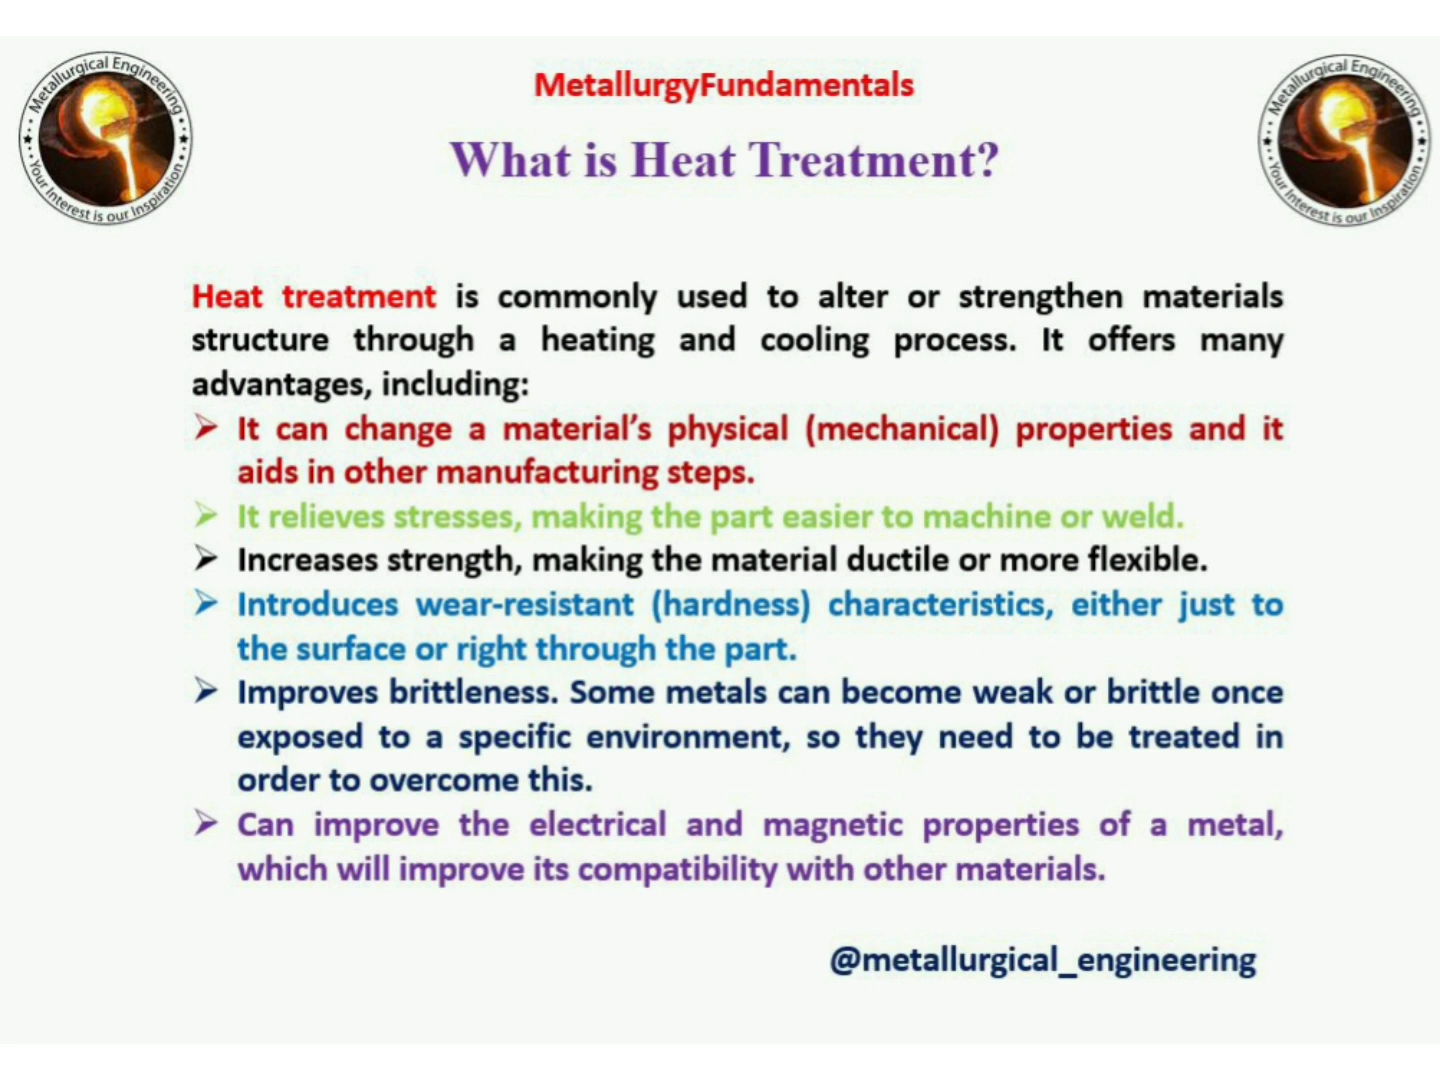 Metallurgical Engineering
Your Interest is our Inspiration
MetallurgyFundamentals
Metallurgical Engineering
Your Interest is our Inspiration
What is Heat Treatment?
Heat treatment is commonly used to alter or strengthen materials
structure through a heating and cooling process. It offers many
advantages, including:
➢ It can change a material’s physical (mechanical) properties and it
aids in other manufacturing steps.
➢ It relieves stresses, making the part easier to machine or weld.
➢ Increases strength, making the material ductile or more flexible.
➢ Introduces wear-resistant (hardness) characteristics, either just to
the surface or right through the part.
➢ Improves brittleness. Some metals can become weak or brittle once
exposed to a specific environment, so they need to be treated in
order to overcome this.
➢ Can improve the electrical and magnetic properties of a metal,
which will improve its compatibility with other materials.
@metallurgical_engineering